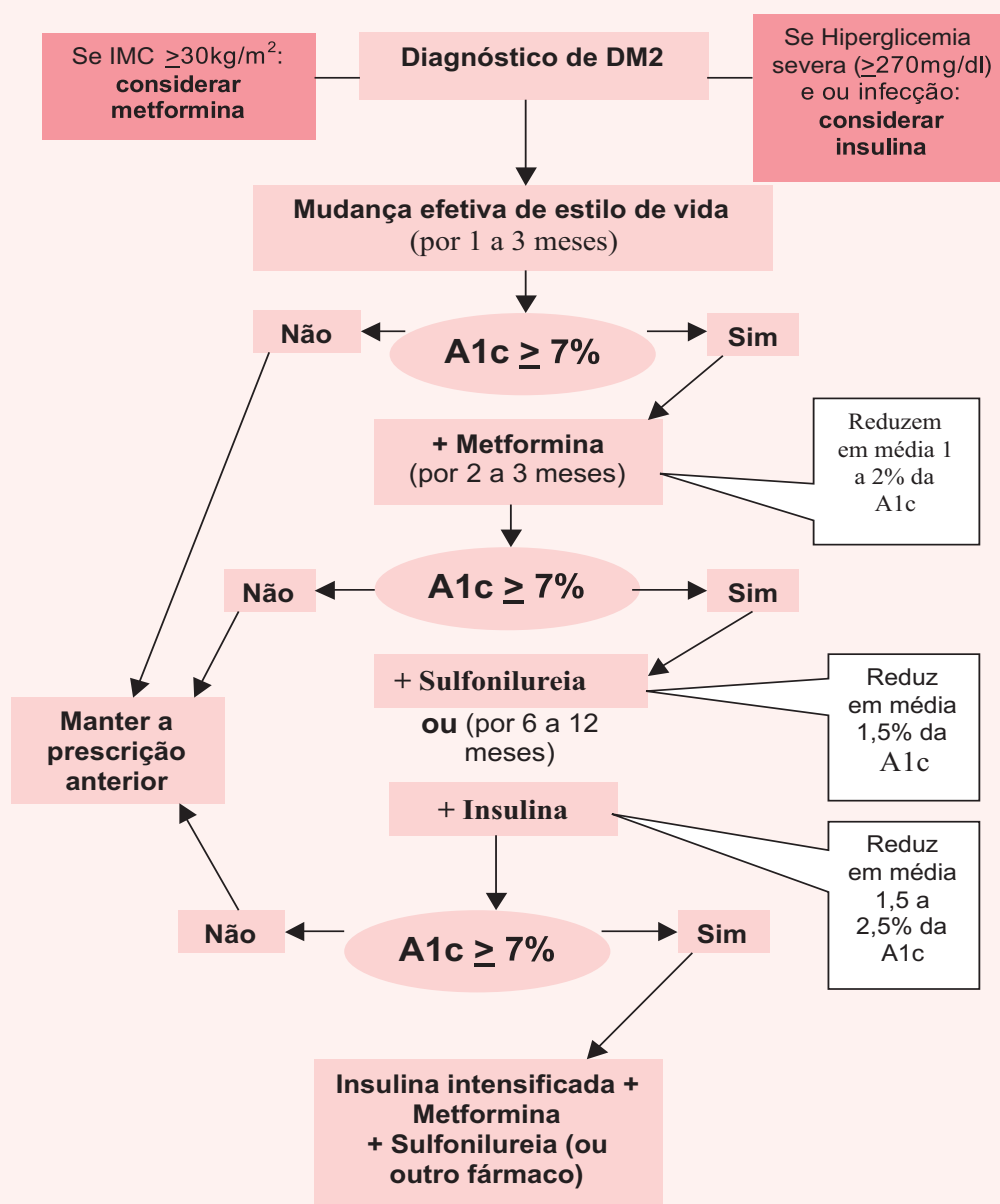 Se IMC ≥30kg/m²:
considerar
metformina
Diagnóstico de DM2
Se Hiperglicemia
severa (≥270mg/dl)
e ou infecção:
considerar
insulina
Mudança efetiva de estilo de vida
(por 1 a 3 meses)
Não
A1c ≥ 7%
Sim
+ Metformina
(por 2 a 3 meses)
Reduzem
em média 1
a 2% da
A1c
Não
A1c ≥ 7%
Sim
+ Sulfonilureia
ou (por 6 a 12
meses)
Reduz
em média
1,5% da
A1c
Manter a
prescrição
anterior
+ Insulina
Reduz
em média
1,5 a
2,5% da
A1c
Não
A1c ≥ 7%
Sim
Insulina intensificada +
Metformina
+ Sulfonilureia (ou
outro fármaco)